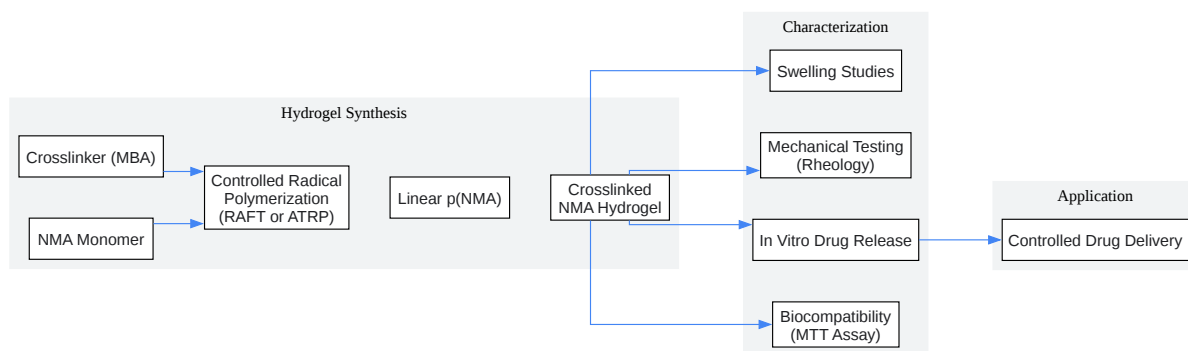 Hydrogel Synthesis
Crosslinker (MBA)
NMA Monomer
Controlled Radical
Polymerization
(RAFT or ATRP)
Linear p(NMA)
Crosslinked
NMA Hydrogel
Characterization
Swelling Studies
Mechanical Testing
(Rheology)
In Vitro Drug Release
Biocompatibility
(MTT Assay)
Application
Controlled Drug Delivery